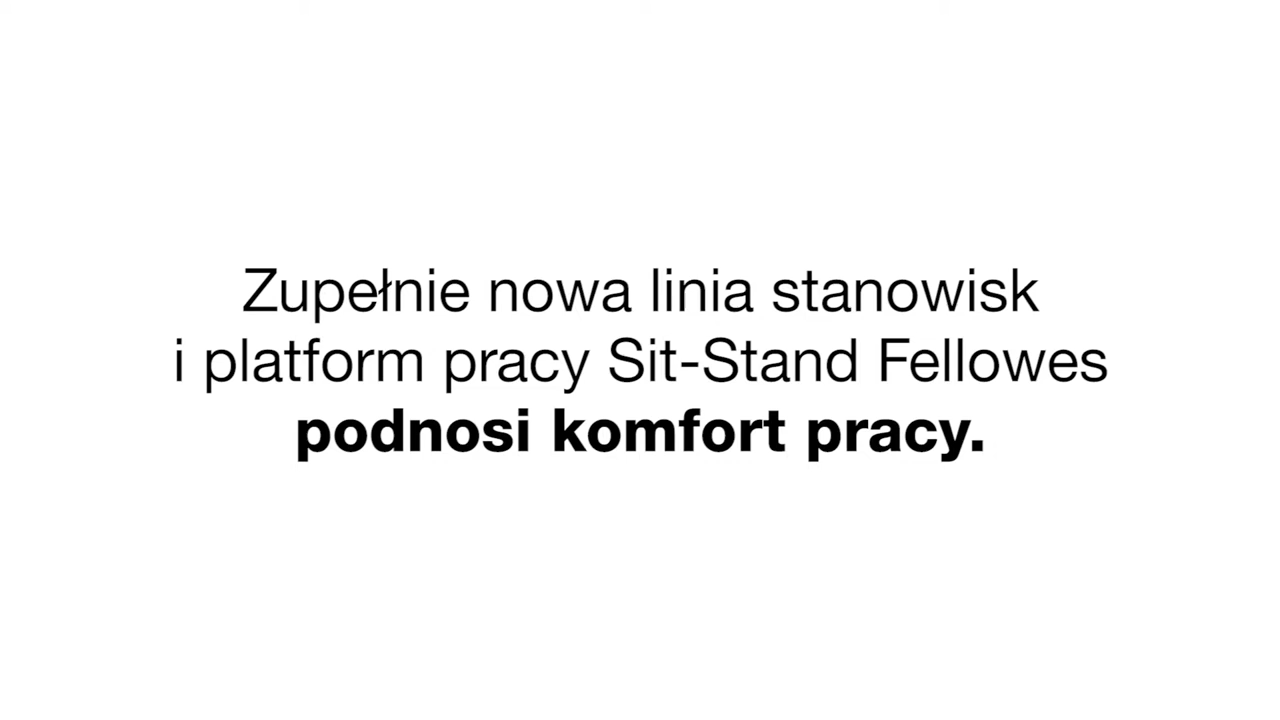 Zupełnie nowa linia stanowisk
i platform pracy Sit-Stand Fellowes
podnosi komfort pracy.